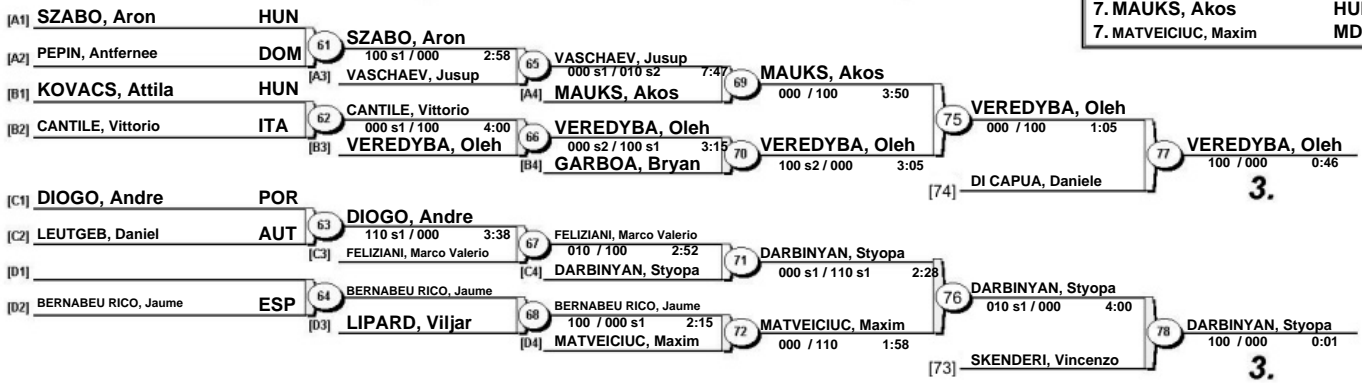 7. MAUKS, Akos HU
7. MATVEICIUC, Maxim MD
[A1] SZABO, Aron HUN
[A2] PEPIN, Antfernee DOM
61
SZABO, Aron
100 s1 / 000 2:58
[A3] VASCHAEV, Jusup
65
VASCHAEV, Jusup
000 s1 / 010 s2 7:47
[A4] MAUKS, Akos
69
MAUKS, Akos
000 / 100 3:50
[B1] KOVACS, Attila HUN
[B2] CANTILE, Vittorio ITA
62
CANTILE, Vittorio
000 s1 / 100 4:00
[B3] VEREDYBA, Oleh
66
VEREDYBA, Oleh
000 s2 / 100 s1 3:15
[B4] GARBOA, Bryan
70
VEREDYBA, Oleh
100 s2 / 000 3:05
75
VEREDYBA, Oleh
000 / 100 1:05
[74] DI CAPUA, Daniele
77
VEREDYBA, Oleh
100 / 000 0:46
3.
[C1] DIOGO, Andre POR
[C2] LEUTGEB, Daniel AUT
63
DIOGO, Andre
110 s1 / 000 3:38
[C3] FELIZIANI, Marco Valerio
67
FELIZIANI, Marco Valerio
010 / 100 2:52
[C4] DARBINYAN, Styopa
71
DARBINYAN, Styopa
000 s1 / 110 s1 2:28
[D1]
[D2] BERNABEU RICO, Jaume ESP
64
BERNABEU RICO, Jaume
[D3] LIPARD, Viljar
68
BERNABEU RICO, Jaume
100 / 000 s1 2:15
[D4] MATVEICIUC, Maxim
72
MATVEICIUC, Maxim
000 / 110 1:58
76
DARBINYAN, Styopa
010 s1 / 000 4:00
[73] SKENDERI, Vincenzo
78
DARBINYAN, Styopa
100 / 000 0:01
3.